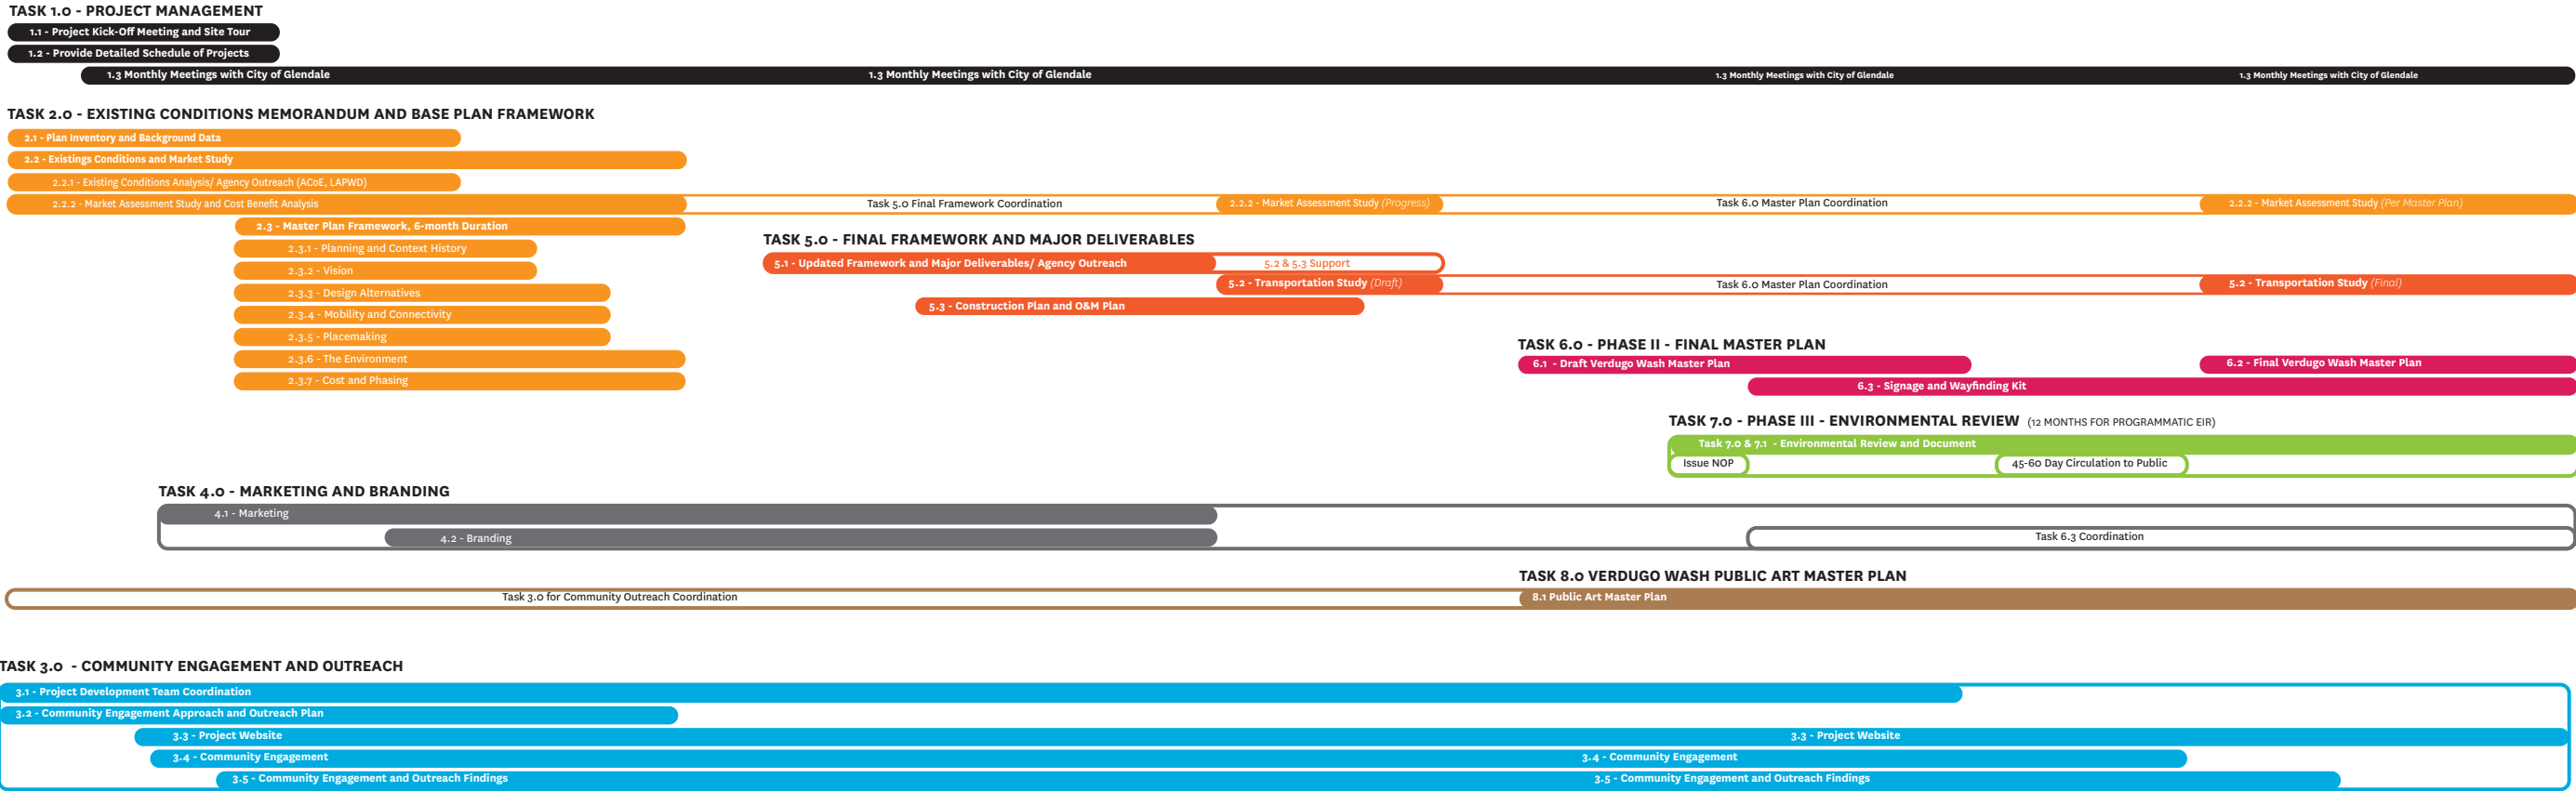 TASK 1.0 - PROJECT MANAGEMENT
1.1 - Project Kick-Off Meeting and Site Tour
1.2 - Provide Detailed Schedule of Projects
1.3 Monthly Meetings with City of Glendale 1.3 Monthly Meetings with City of Glendale 1.3 Monthly Meetings with City of Glendale 1.3 Monthly Meetings with City of Glendale
TASK 2.0 - EXISTING CONDITIONS MEMORANDUM AND BASE PLAN FRAMEWORK
2.1 - Plan Inventory and Background Data
2.2 - Existings Conditions and Market Study
2.2.1 - Existing Conditions Analysis/ Agency Outreach (ACoE, LAPWD)
2.2.2 - Market Assessment Study and Cost Benefit Analysis Task 5.0 Final Framework Coordination 2.2.2 - Market Assessment Study (Progress) Task 6.0 Master Plan Coordination 2.2.2 - Market Assessment Study (Per Master Plan)
2.3 - Master Plan Framework, 6-month Duration
2.3.1 - Planning and Context History
2.3.2 - Vision
2.3.3 - Design Alternatives
2.3.4 - Mobility and Connectivity
2.3.5 - Placemaking
2.3.6 - The Environment
2.3.7 - Cost and Phasing
TASK 5.0 - FINAL FRAMEWORK AND MAJOR DELIVERABLES
5.1 - Updated Framework and Major Deliverables/ Agency Outreach 5.2 & 5.3 Support
5.2 - Transportation Study (Draft) Task 6.0 Master Plan Coordination 5.2 - Transportation Study (Final)
5.3 - Construction Plan and O&M Plan
TASK 6.0 - PHASE II - FINAL MASTER PLAN
6.1 - Draft Verdugo Wash Master Plan 6.2 - Final Verdugo Wash Master Plan
6.3 - Signage and Wayfinding Kit
TASK 7.0 - PHASE III - ENVIRONMENTAL REVIEW (12 MONTHS FOR PROGRAMMATIC EIR)
Task 7.0 & 7.1 - Environmental Review and Document
Issue NOP 45-60 Day Circulation to Public
TASK 4.0 - MARKETING AND BRANDING
4.1 - Marketing
4.2 - Branding Task 6.3 Coordination
TASK 8.0 VERDUGO WASH PUBLIC ART MASTER PLAN
Task 3.0 for Community Outreach Coordination 8.1 Public Art Master Plan
TASK 3.0 - COMMUNITY ENGAGEMENT AND OUTREACH
3.1 - Project Development Team Coordination
3.2 - Community Engagement Approach and Outreach Plan
3.3 - Project Website 3.3 - Project Website
3.4 - Community Engagement 3.4 - Community Engagement
3.5 - Community Engagement and Outreach Findings 3.5 - Community Engagement and Outreach Findings